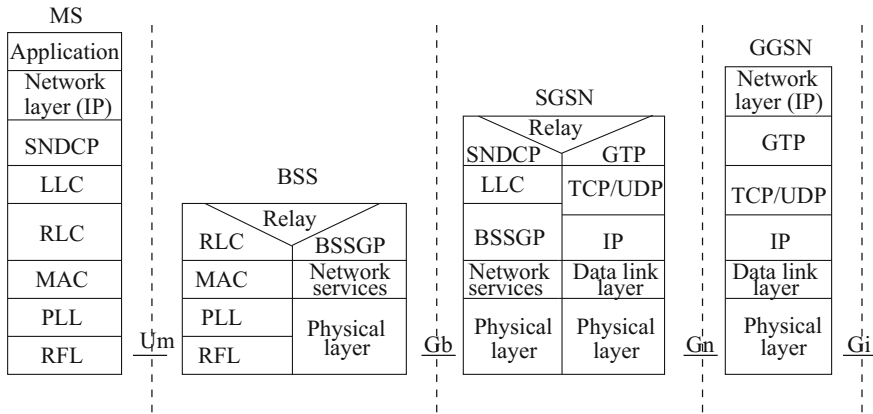 MS
Application
Network
layer (IP)
SNDCP
LLC
RLC
MAC
PLL
RFL
Um
BSS
Relay
RLC
BSSGP
MAC
Network
services
PLL
RFL
Physical
layer
Gb
SGSN
Relay
SNDCP
GTP
LLC
TCP/UDP
BSSGP
IP
Network
services
Data link
layer
Physical
layer
Physical
layer
Gn
GGSN
Network
layer (IP)
GTP
TCP/UDP
IP
Data link
layer
Physical
layer
Gi